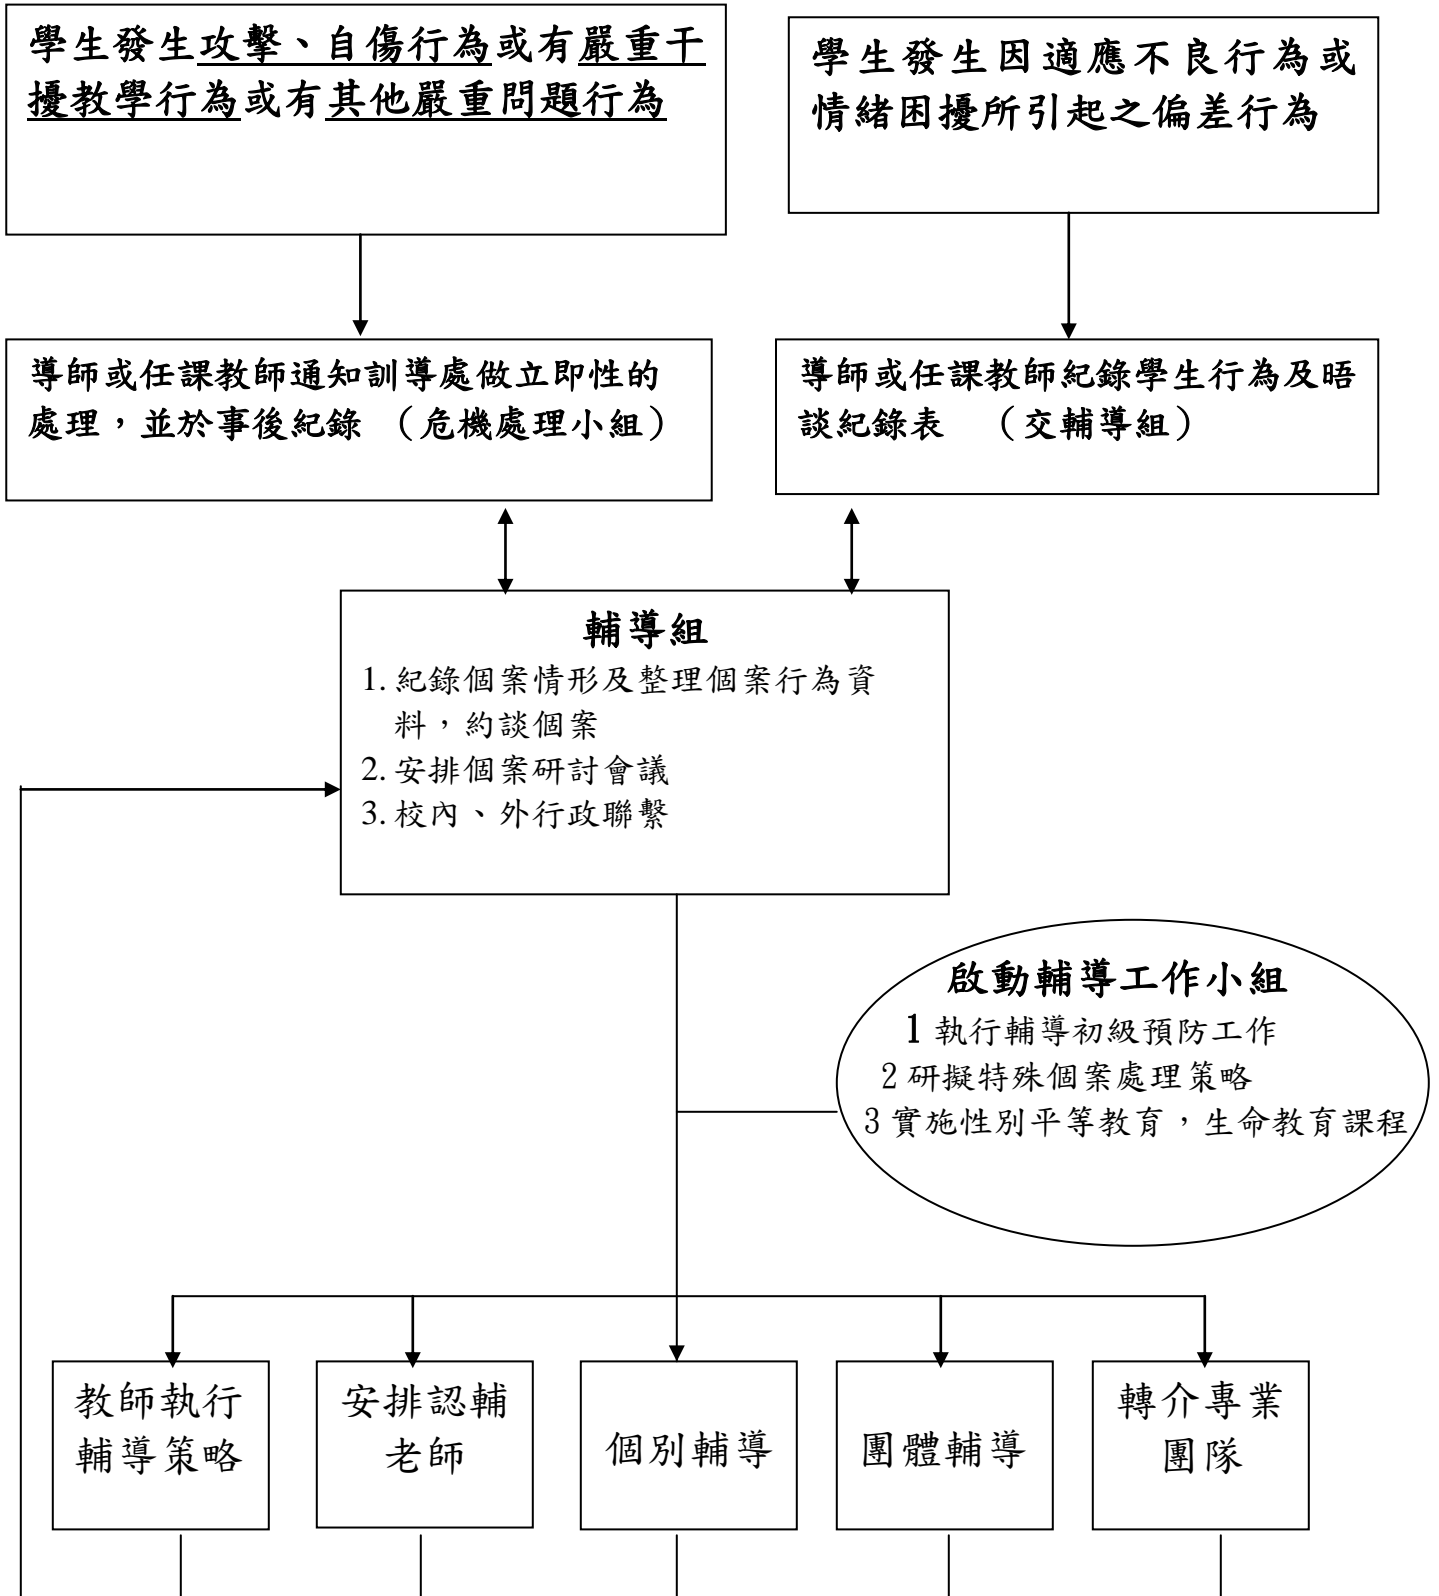 學生發生攻擊、自傷行為或有嚴重干
擾教學行為或有其他嚴重問題行為
學生發生因適應不良行為或
情緒困擾所引起之偏差行為
導師或任課教師通知訓導處做立即性的
處理，並於事後紀錄 （危機處理小組）
導師或任課教師紀錄學生行為及晤
談紀錄表 （交輔導組）
輔導組
1. 紀錄個案情形及整理個案行為資
料，約談個案
2. 安排個案研討會議
3. 校內、外行政聯繫
啟動輔導工作小組
1 執行輔導初級預防工作
2 研擬特殊個案處理策略
3 實施性別平等教育，生命教育課程
教師執行
輔導策略
安排認輔
老師
個別輔導
團體輔導
轉介專業
團隊